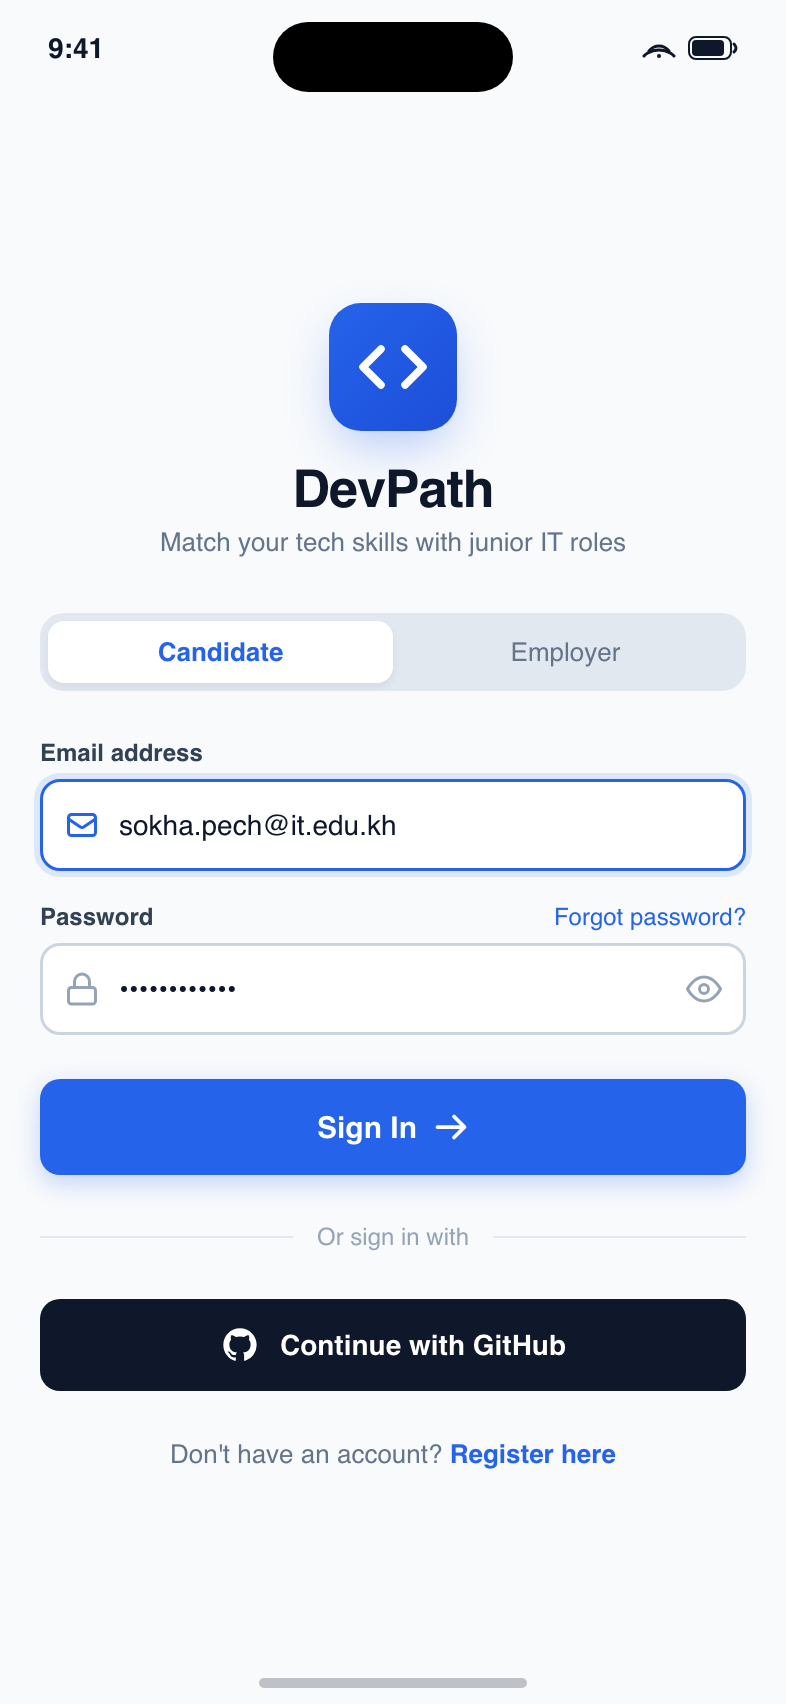 9:41
DevPath
Match your tech skills with junior IT roles
Candidate Employer
Email address
sokha.pech@it.edu.kh
Password Forgot password?
••••••••••••
Sign In →
Or sign in with
Continue with GitHub
Don't have an account? Register here